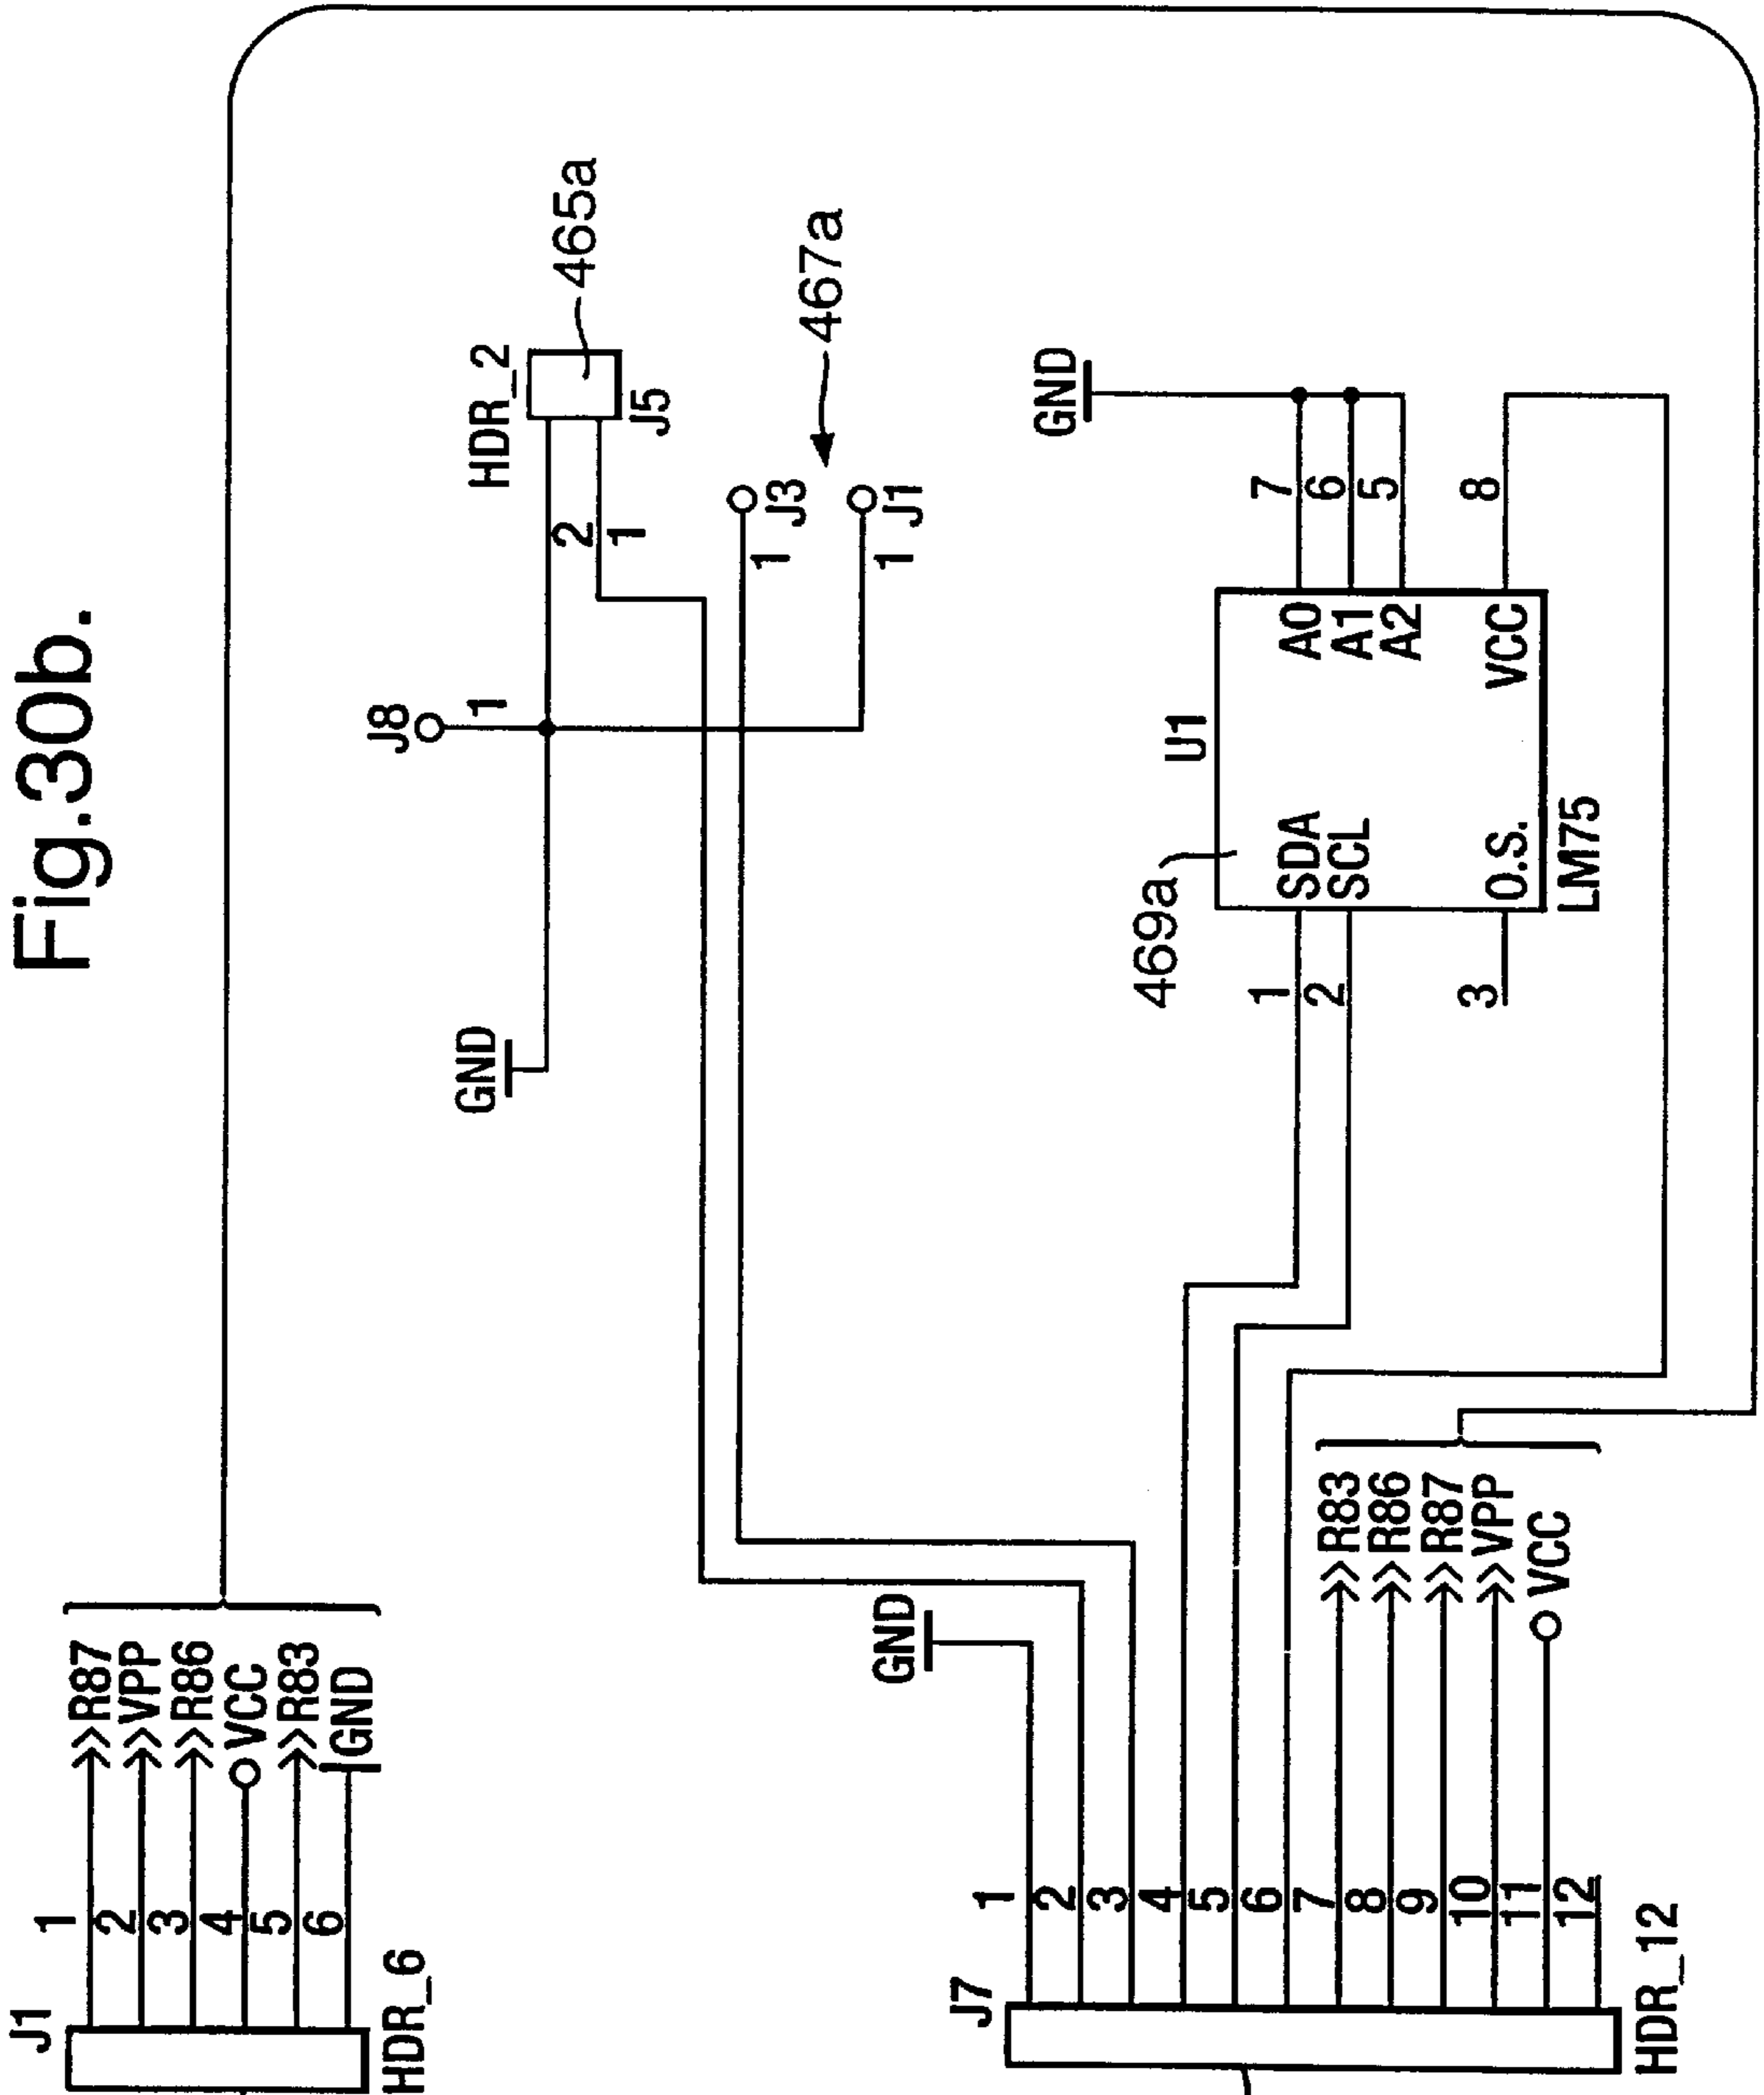 Fig.30b.
J1
1
2
3
4
5
6
R87
VPP
R86
VCC
R83
GND
HDR_6
GND
J8
1
HDR_2
2
1
465a
J5
1
J3
467a
1
J1
J7
GND
1
2
3
4
5
6
7
8
9
10
11
12
R83
R86
R87
VPP
VCC
HDR_12
469a
U1
GND
1
2
3
SDA
SCL
O.S.
A0
A1
A2
VCC
7
6
5
8
LM75